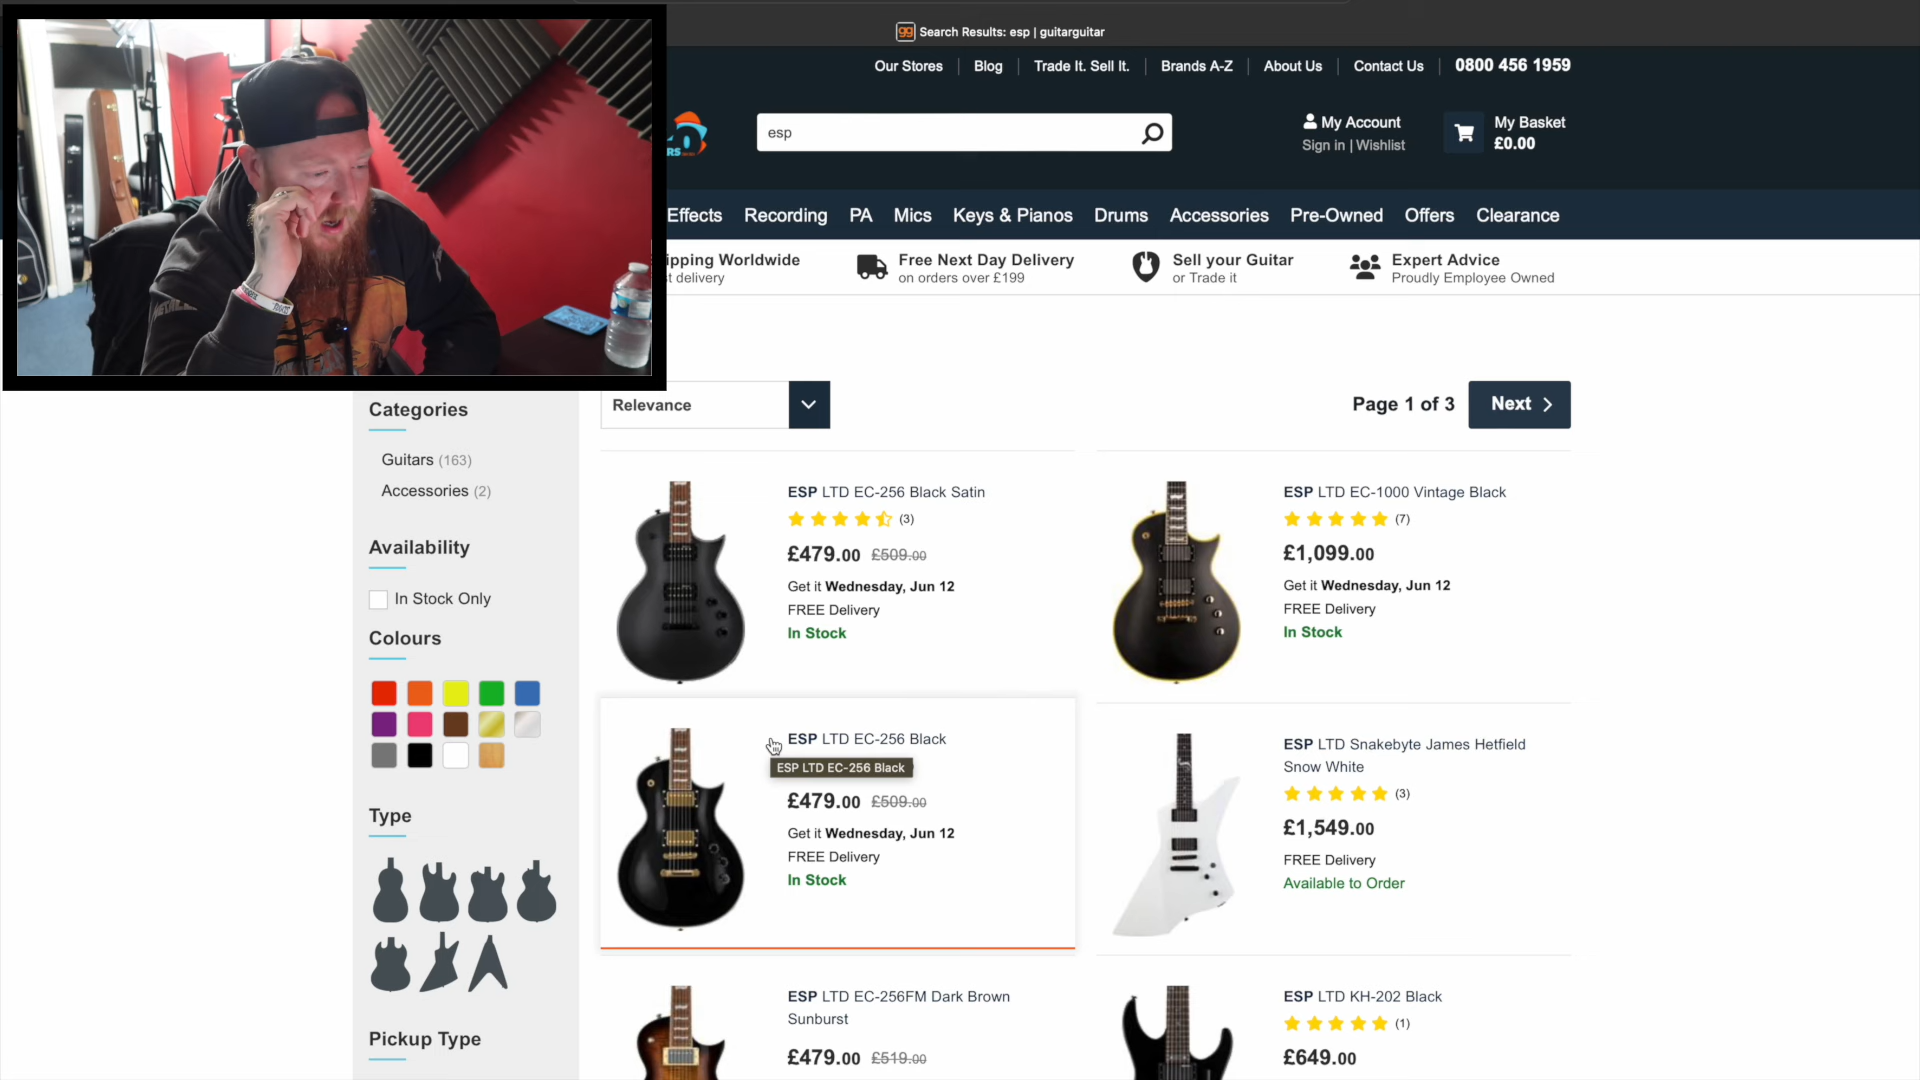 Search Results: esp | guitarguitar
Our Stores
Blog
Trade It. Sell It.
Brands A-Z
About Us
Contact Us
0800 456 1959
esp
My Account
Sign in | Wishlist
My Basket
£0.00
Effects
Recording
PA
Mics
Keys & Pianos
Drums
Accessories
Pre-Owned
Offers
Clearance
ipping Worldwide
t delivery
Free Next Day Delivery
on orders over £199
Sell your Guitar
or Trade it
Expert Advice
Proudly Employee Owned
Relevance
Page 1 of 3
Next
Categories
Guitars (163)
Accessories (2)
Availability
In Stock Only
Colours
Type
Pickup Type
ESP LTD EC-256 Black Satin
(3)
£479.00 £509.00
Get it Wednesday, Jun 12
FREE Delivery
In Stock
ESP LTD EC-1000 Vintage Black
(7)
£1,099.00
Get it Wednesday, Jun 12
FREE Delivery
In Stock
ESP LTD EC-256 Black
ESP LTD EC-256 Black
£479.00 £509.00
Get it Wednesday, Jun 12
FREE Delivery
In Stock
ESP LTD Snakebyte James Hetfield
Snow White
(3)
£1,549.00
FREE Delivery
Available to Order
ESP LTD EC-256FM Dark Brown
Sunburst
£479.00 £519.00
ESP LTD KH-202 Black
(1)
£649.00